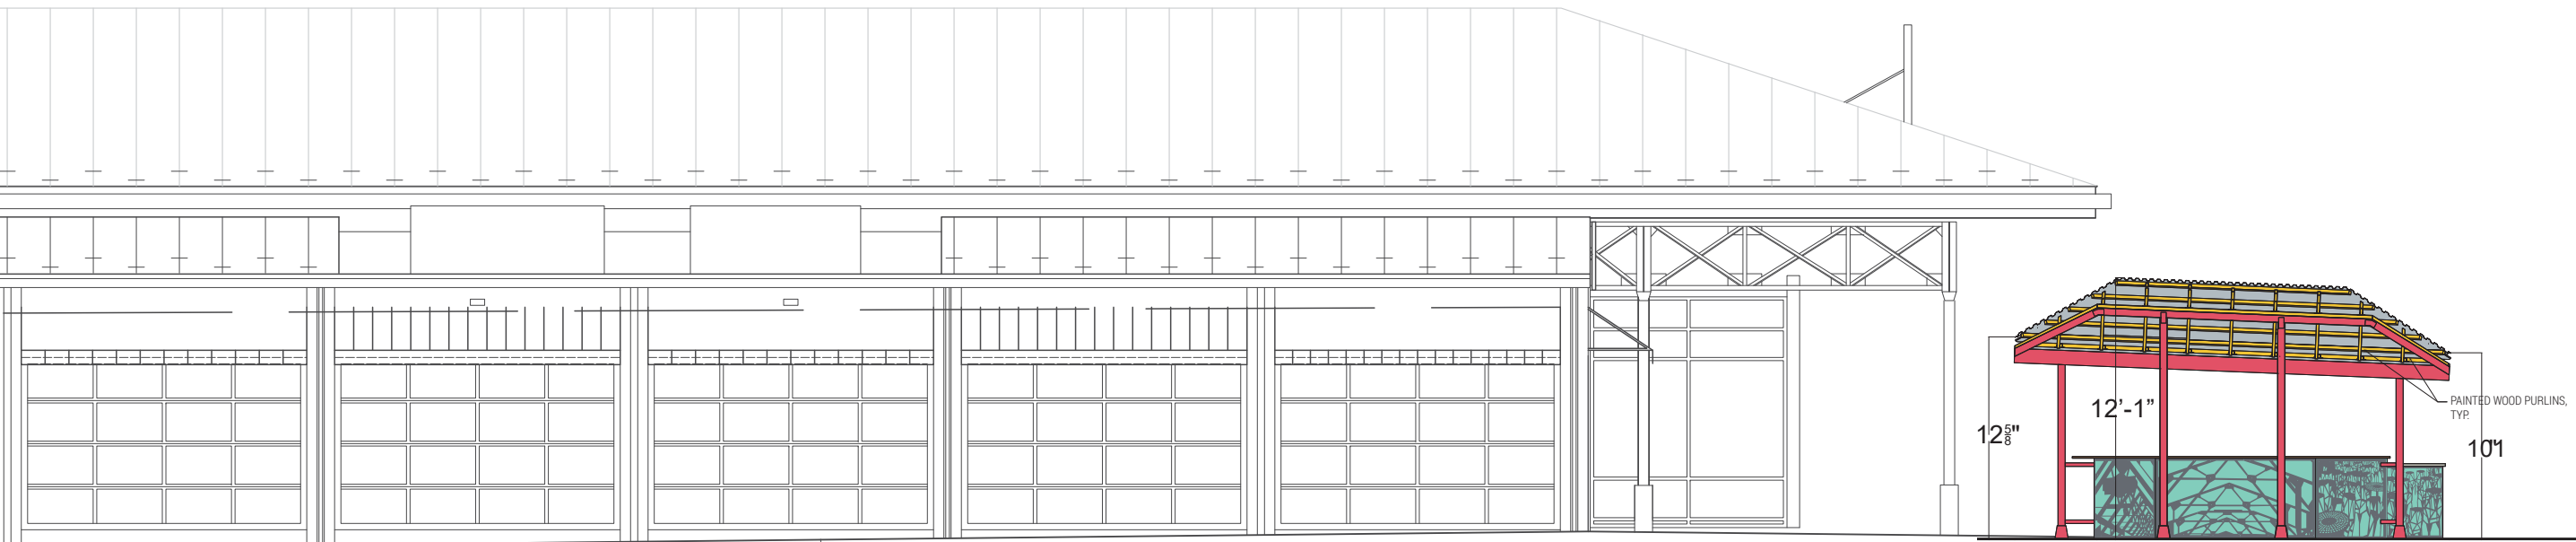 12'-1"
PAINTED WOOD PURLINS,
TYP.
12⅝"
10"1